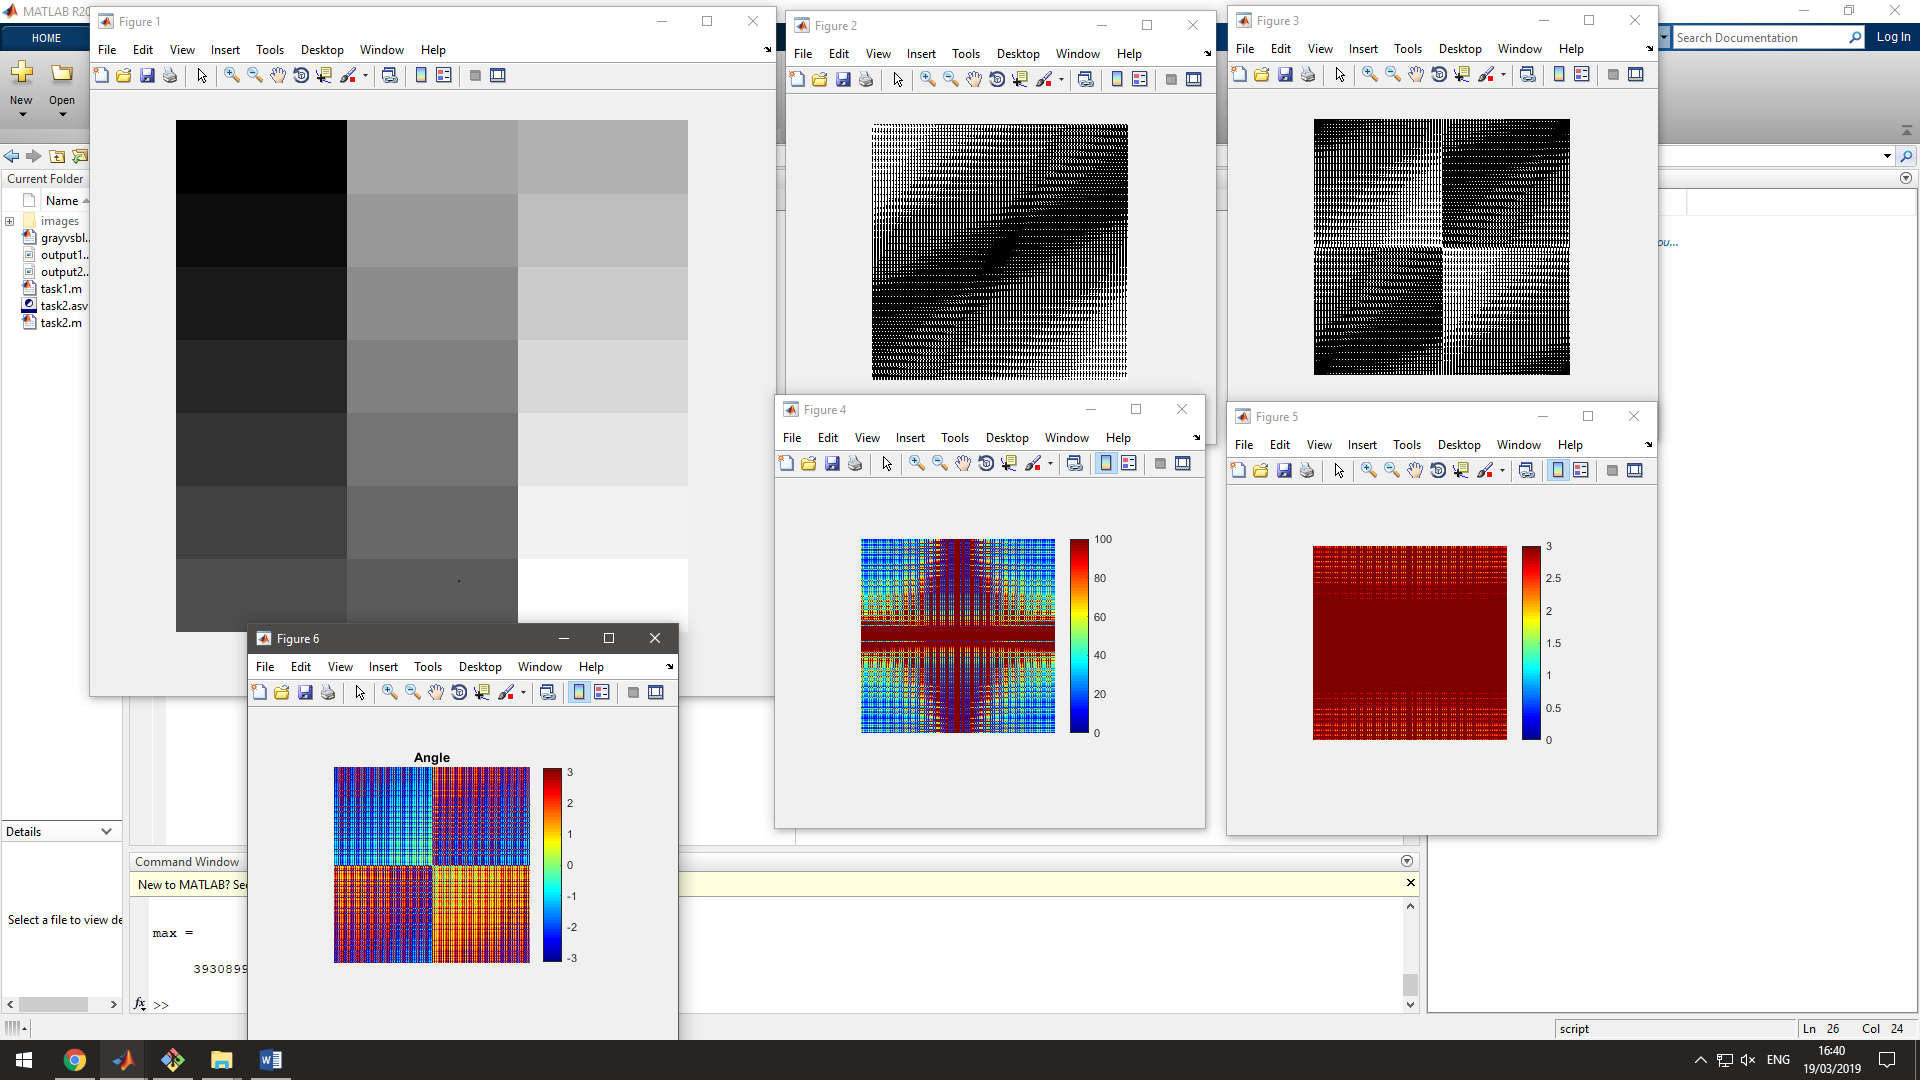 MATLAB R20
HOME
Search Documentation
Log In
New
Open
Current Folder
Name
images
grayvsbl..
output1..
output2..
task1.m
task2.asv
task2.m
Details
Select a file to view de
Figure 1
File Edit View Insert Tools Desktop Window Help
Figure 2
File Edit View Insert Tools Desktop Window Help
Figure 3
File Edit View Insert Tools Desktop Window Help
ou...
Figure 4
File Edit View Insert Tools Desktop Window Help
100
80
60
40
20
0
Figure 5
File Edit View Insert Tools Desktop Window Help
3
2.5
2
1.5
1
0.5
0
Figure 6
File Edit View Insert Tools Desktop Window Help
Angle
3
2
1
0
-1
-2
-3
Command Window
New to MATLAB? See
max =
3930899
fx >>
script
Ln 26 Col 24
ENG
16:40
19/03/2019